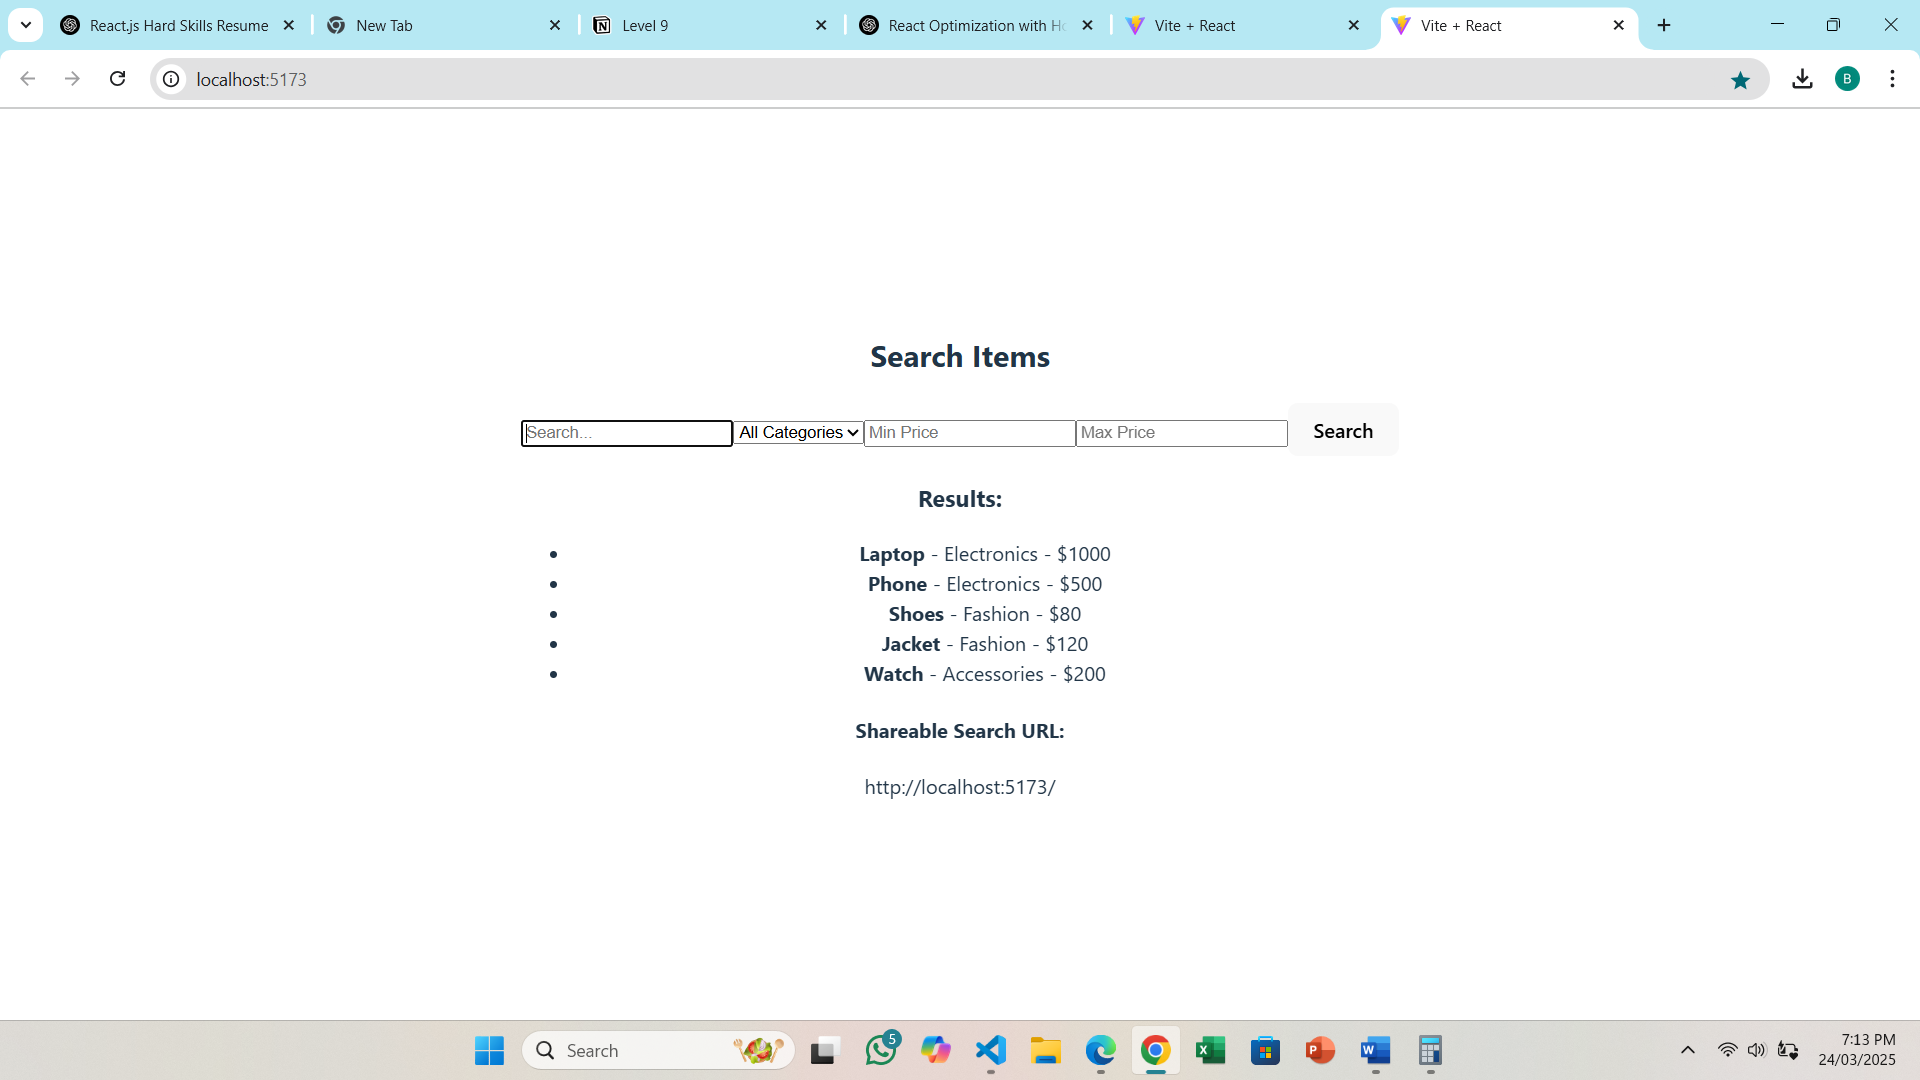 React.js Hard Skills Resume
New Tab
Level 9
React Optimization with Ho
Vite + React
Vite + React
localhost:5173
B
Search Items
Search... All Categories Min Price Max Price Search
Results:
• Laptop - Electronics - $1000
• Phone - Electronics - $500
• Shoes - Fashion - $80
• Jacket - Fashion - $120
• Watch - Accessories - $200
Shareable Search URL:
http://localhost:5173/
Search
5
7:13 PM
24/03/2025